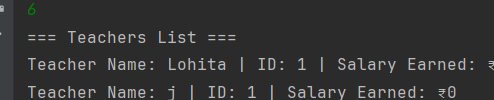 6
=== Teachers List ===
Teacher Name: Lohita | ID: 1 | Salary Earned: ₹
Teacher Name: j | ID: 1 | Salary Earned: ₹0